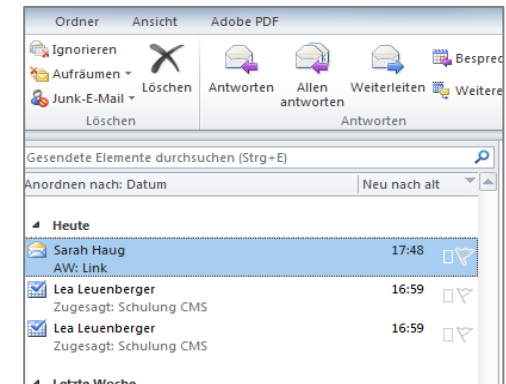 Ordner Ansicht Adobe PDF
Ignorieren
Aufräumen
Junk-E-Mail
Löschen
Antworten
Allen antworten
Weiterleiten
Besprec
Weitere
Löschen
Antworten
Gesendete Elemente durchsuchen (Strg+E)
Anordnen nach: Datum Neu nach alt
Heute
Sarah Haug 17:48
AW: Link
Lea Leuenberger 16:59
Zugesagt: Schulung CMS
Lea Leuenberger 16:59
Zugesagt: Schulung CMS
Letzte Woche